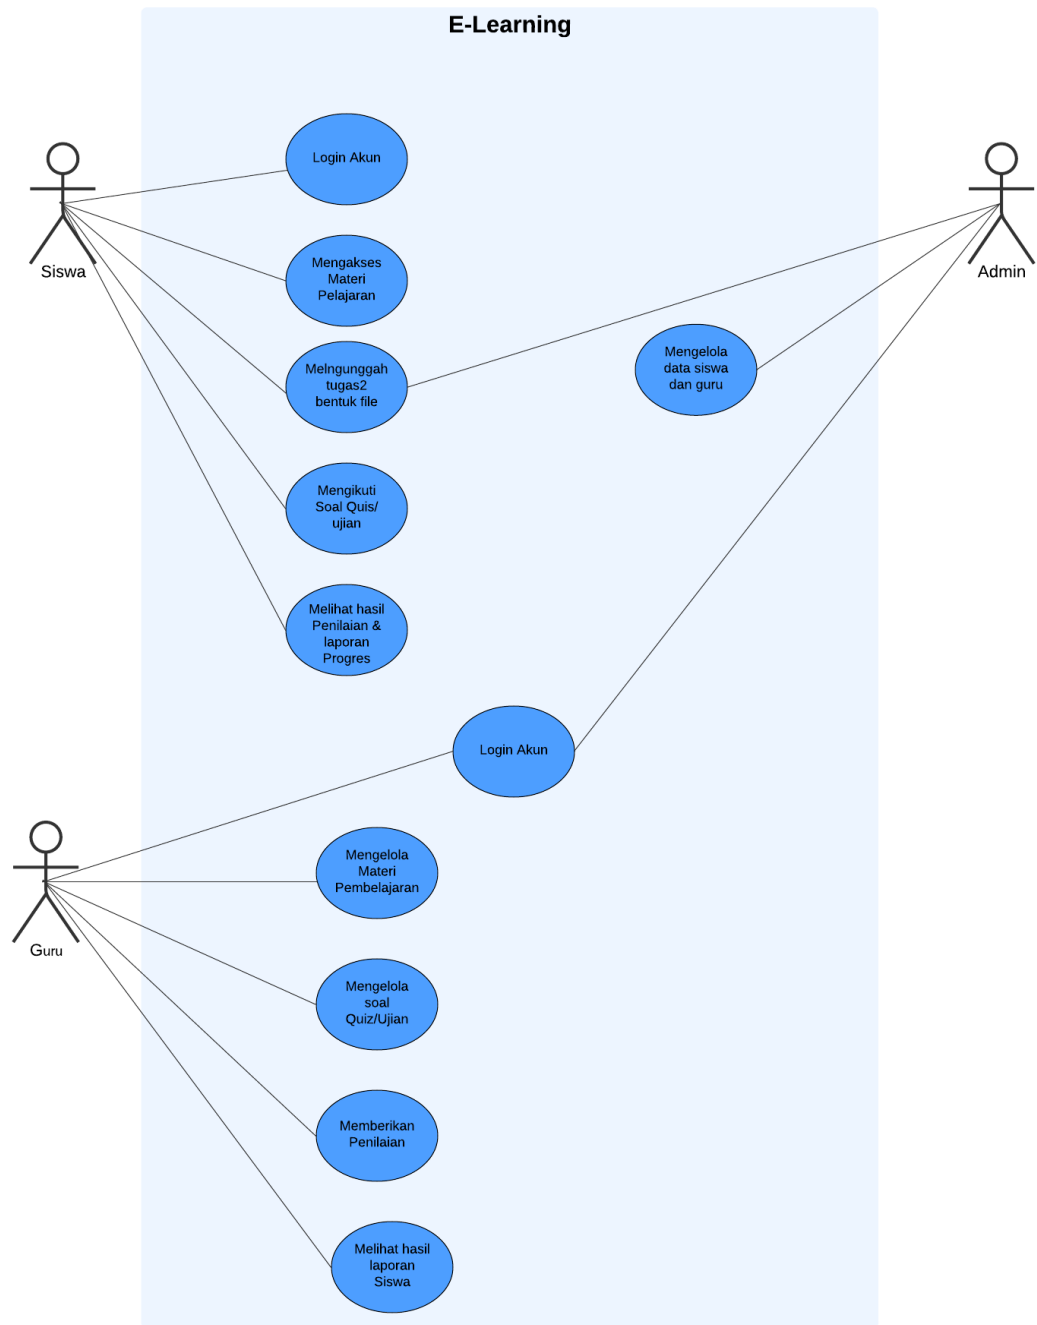 E-Learning
Login Akun
Siswa
Admin
Mengakses
Materi
Pelajaran
Melngunggah
tugas2
bentuk file
Mengelola
data siswa
dan guru
Mengikuti
Soal Quis/
ujian
Melihat hasil
Penilaian &
laporan
Progres
Login Akun
Guru
Mengelola
Materi
Pembelajaran
Mengelola
soal
Quiz/Ujian
Memberikan
Penilaian
Melihat hasil
laporan
Siswa